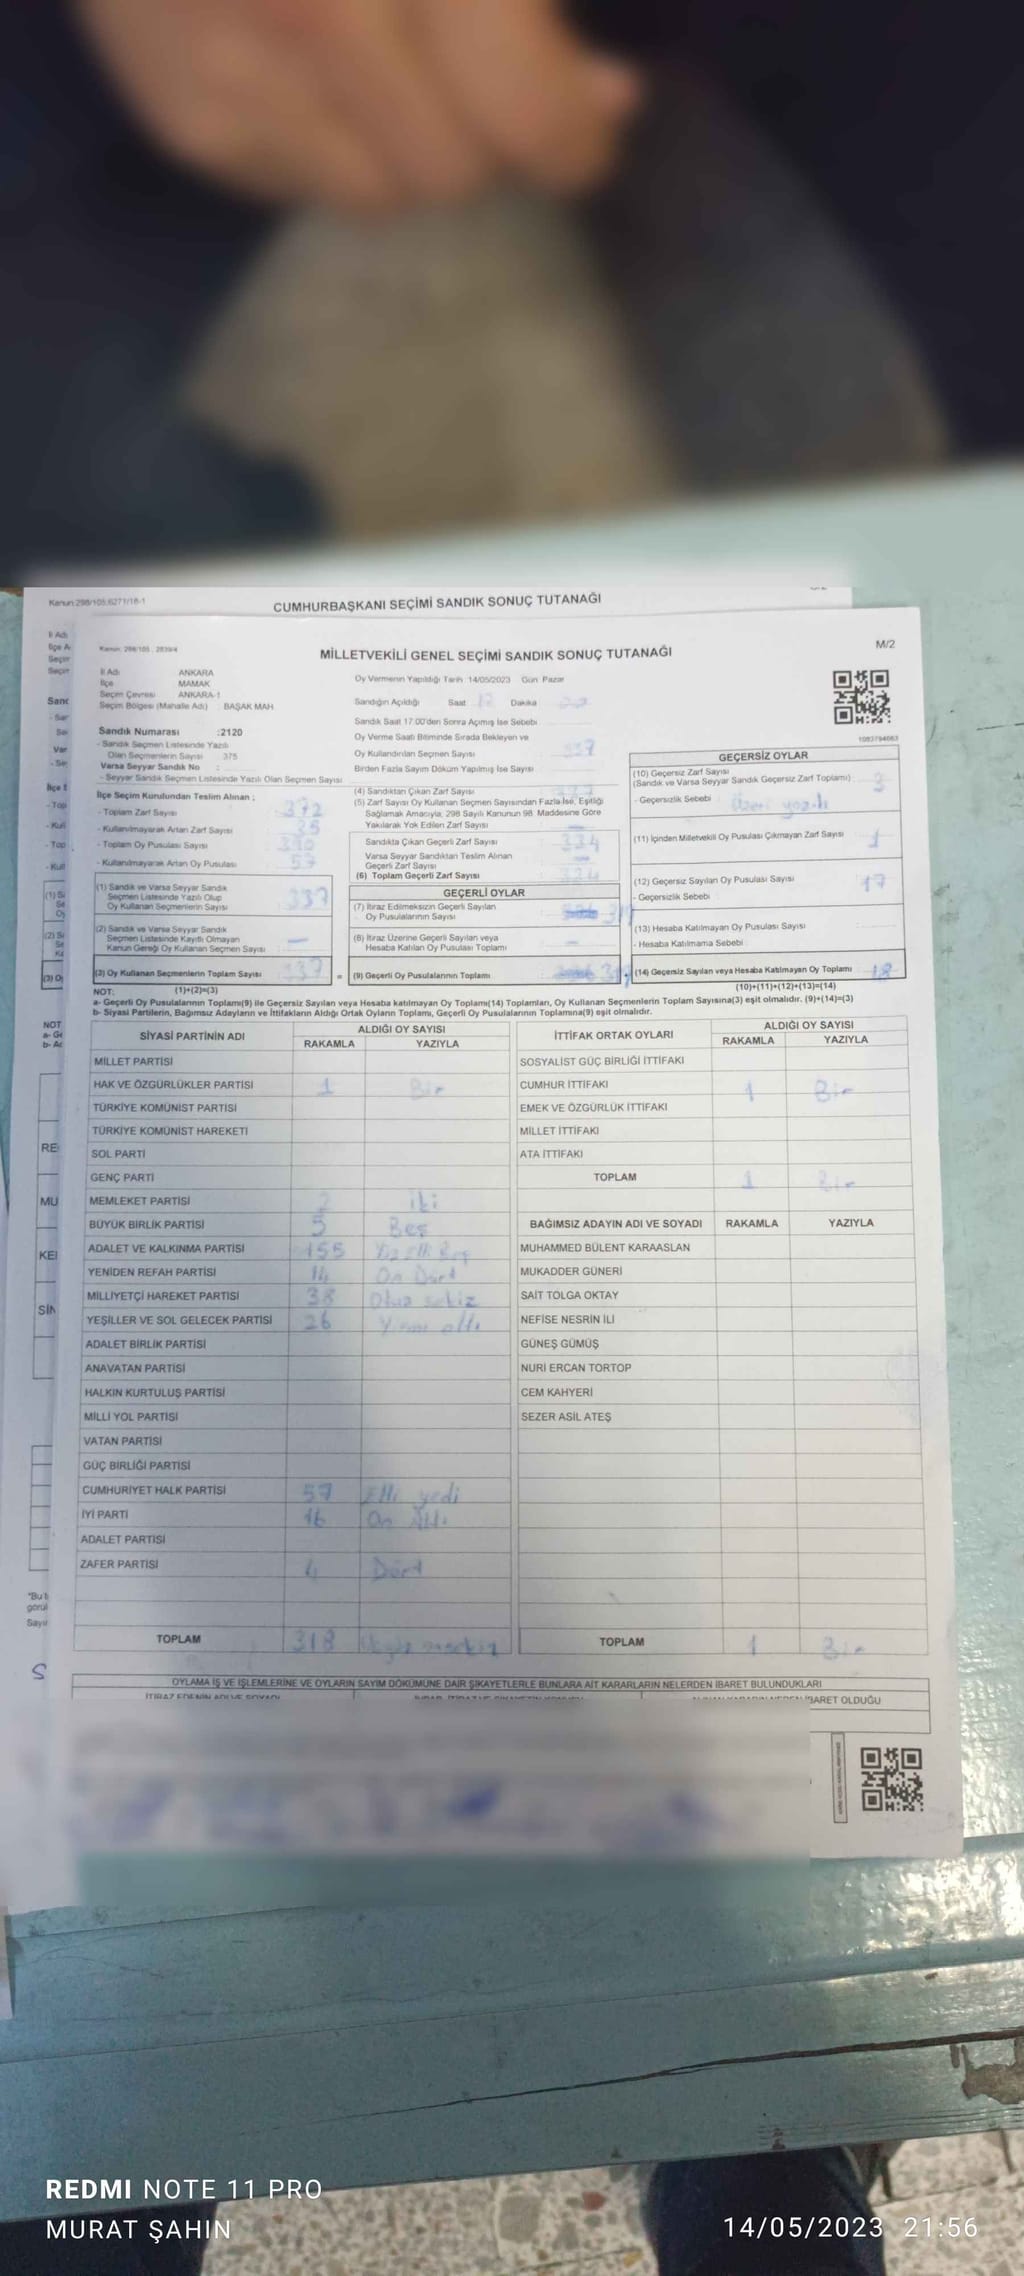 Kanun:298/105,6271/16-1
CUMHURBAŞKANI SEÇİMİ SANDIK SONUÇ TUTANAĞI
Kanun: 298/105 , 2839/4
MİLLETVEKİLİ GENEL SEÇİMİ SANDIK SONUÇ TUTANAĞI
M/2
İl Adı ANKARA
İlçe MAMAK
Seçim Çevresi ANKARA-1
Seçim Bölgesi (Mahalle Adı) : BAŞAK MAH.
Oy Vermenin Yapıldığı Tarih 14/05/2023 Gün Pazar
Sandığın Açıldığı Saat Dakika
Sandık Saat 17:00'den Sonra Açımış İse Sebebi
Oy Verme Saati Bitiminde Sırada Bekleyen ve
Oy Kullandırılan Seçmen Sayısı 337
Birden Fazla Sayım Döküm Yapılmış İse Sayısı
1083794663
Sandık Numarası :2120
- Sandık Seçmen Listesinde Yazılı
Olan Seçmenlerin Sayısı 375
Varsa Seyyar Sandık No :
- Seyyar Sandık Seçmen Listesinde Yazılı Olan Seçmen Sayısı
İlçe Seçim Kurulundan Teslim Alınan ;
- Toplam Zarf Sayısı 372
- Kullanılmayarak Artan Zarf Sayısı 35
- Toplam Oy Pusulası Sayısı 390
- Kullanılmayarak Artan Oy Pusulası 53
(1) Sandık ve Varsa Seyyar Sandık
Seçmen Listesinde Yazılı Olup
Oy Kullanan Seçmenlerin Sayısı 337
(2) Sandık ve Varsa Seyyar Sandık
Seçmen Listesinde Kayıtlı Olmayan
Kanun Gereği Oy Kullanan Seçmen Sayısı —
(3) Oy Kullanan Seçmenlerin Toplam Sayısı 337
(4) Sandıktan Çıkan Zarf Sayısı 337
(5) Zarf Sayısı Oy Kullanan Seçmen Sayısından Fazla İse, Eşitliği
Sağlamak Amacıyla, 298 Sayılı Kanunun 98. Maddesine Göre
Yakılarak Yok Edilen Zarf Sayısı —
Sandıkta Çıkan Geçerli Zarf Sayısı 334
Varsa Seyyar Sandıktan Teslim Alınan
Geçerli Zarf Sayısı —
(6) Toplam Geçerli Zarf Sayısı 334
GEÇERLİ OYLAR
(7) İtiraz Edilmeksizin Geçerli Sayılan
Oy Pusulalarının Sayısı 319
(8) İtiraz Üzerine Geçerli Sayılan veya
Hesaba Katılan Oy Pusulası Toplamı —
= (9) Geçerli Oy Pusulalarının Toplamı
GEÇERSİZ OYLAR
(10) Geçersiz Zarf Sayısı
(Sandık ve Varsa Seyyar Sandık Geçersiz Zarf Toplamı) 3
- Geçersizlik Sebebi Üzeri yazılı
(11) İçinden Milletvekili Oy Pusulası Çıkmayan Zarf Sayısı 1
(12) Geçersiz Sayılan Oy Pusulası Sayısı 17
- Geçersizlik Sebebi
(13) Hesaba Katılmayan Oy Pusulası Sayısı
- Hesaba Katılmama Sebebi
(14) Geçersiz Sayılan veya Hesaba Katılmayan Oy Toplamı 18
NOT: (1)+(2)=(3) (10)+(11)+(12)+(13)=(14)
a- Geçerli Oy Pusulalarının Toplamı(9) ile Geçersiz Sayılan veya Hesaba katılmayan Oy Toplamı(14) Toplamları, Oy Kullanan Seçmenlerin Toplam Sayısına(3) eşit olmalıdır. (9)+(14)=(3)
b- Siyasi Partilerin, Bağımsız Adayların ve İttifakların Aldığı Ortak Oyların Toplamı, Geçerli Oy Pusulalarının Toplamına(9) eşit olmalıdır.
SİYASİ PARTİNİN ADI ALDIĞI OY SAYISI
RAKAMLA YAZIYLA
MİLLET PARTİSİ
HAK VE ÖZGÜRLÜKLER PARTİSİ 1 Bir
TÜRKİYE KOMÜNİST PARTİSİ
TÜRKİYE KOMÜNİST HAREKETİ
SOL PARTİ
GENÇ PARTİ
MEMLEKET PARTİSİ 2 İki
BÜYÜK BİRLİK PARTİSİ 5 Beş
ADALET VE KALKINMA PARTİSİ 155 Yüz Elli Beş
YENİDEN REFAH PARTİSİ 14 On Dört
MİLLİYETÇİ HAREKET PARTİSİ 38 Otuz sekiz
YEŞİLLER VE SOL GELECEK PARTİSİ 26 Yirmi altı
ADALET BİRLİK PARTİSİ
ANAVATAN PARTİSİ
HALKIN KURTULUŞ PARTİSİ
MİLLİ YOL PARTİSİ
VATAN PARTİSİ
GÜÇ BİRLİĞİ PARTİSİ
CUMHURİYET HALK PARTİSİ 57 Elli yedi
İYİ PARTİ 16 On Altı
ADALET PARTİSİ
ZAFER PARTİSİ 4 Dört
TOPLAM 318
İTTİFAK ORTAK OYLARI ALDIĞI OY SAYISI
RAKAMLA YAZIYLA
SOSYALİST GÜÇ BİRLİĞİ İTTİFAKI
CUMHUR İTTİFAKI 1 Bir
EMEK VE ÖZGÜRLÜK İTTİFAKI
MİLLET İTTİFAKI
ATA İTTİFAKI
TOPLAM 1 Bir
BAĞIMSIZ ADAYIN ADI VE SOYADI RAKAMLA YAZIYLA
MUHAMMED BÜLENT KARAASLAN
MUKADDER GÜNERİ
SAİT TOLGA OKTAY
NEFİSE NESRİN İLİ
GÜNEŞ GÜMÜŞ
NURİ ERCAN TORTOP
CEM KAHYERİ
SEZER ASİL ATEŞ
TOPLAM 1 Bir
OYLAMA İŞ VE İŞLEMLERİNE VE OYLARIN SAYIM DÖKÜMÜNE DAİR ŞİKAYETLERLE BUNLARA AİT KARARLARIN NELERDEN İBARET BULUNDUKLARI
İTİRAZ EDENİN ADI VE SOYADI İBARET OLDUĞU
REDMI NOTE 11 PRO
MURAT ŞAHIN
14/05/2023 21:56